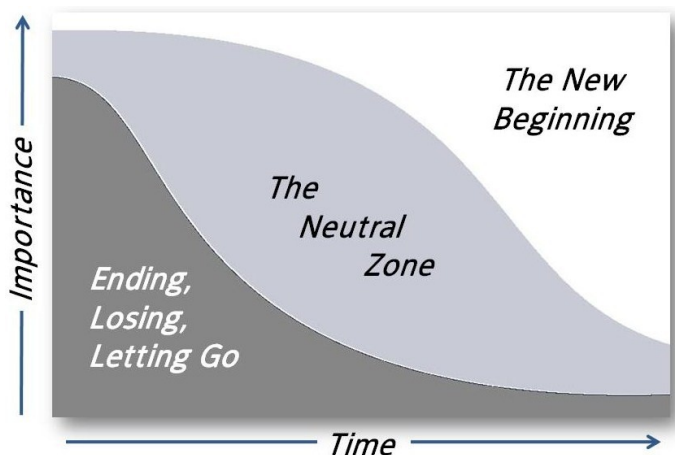 Importance
The New
Beginning
The
Neutral
Zone
Ending,
Losing,
Letting Go
Time